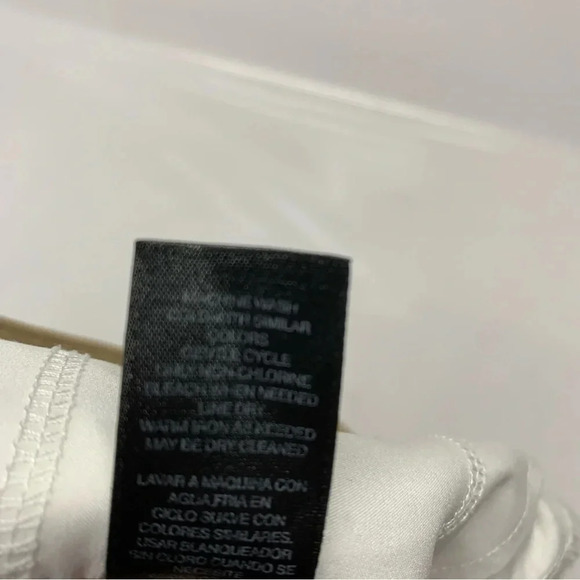 MACHINE WASH
COLD WITH SIMILAR
COLORS
GENTLE CYCLE
ONLY NON-CHLORINE
BLEACH WHEN NEEDED
LINE DRY
WARM IRON AS NEEDED
MAY BE DRY CLEANED
LAVAR A MAQUINA CON
AGUA FRIA EN
CICLO SUAVE CON
COLORES SIMILARES.
USAR BLANQUEADOR
SIN CLORO CUANDO SE
NECESITE